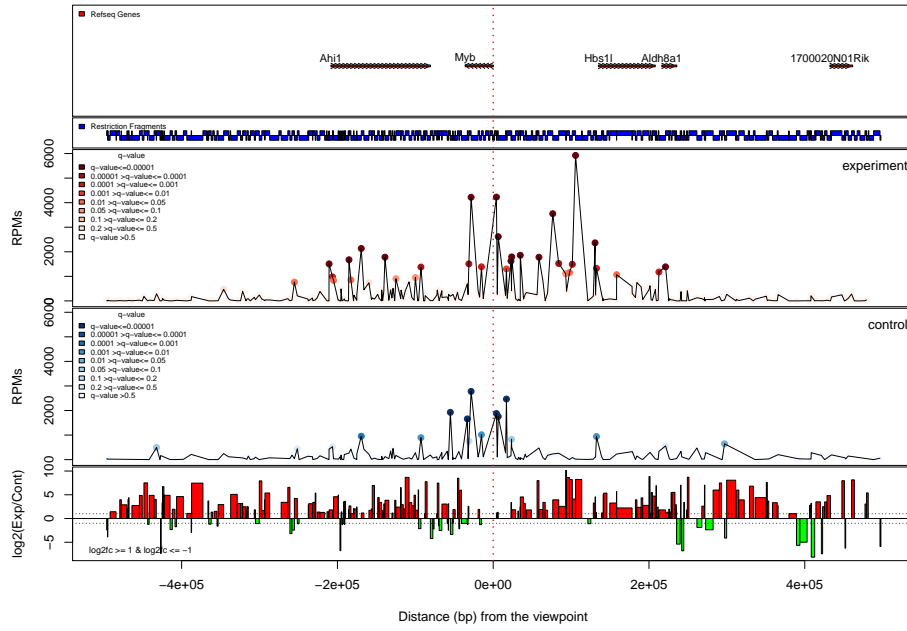 Refseq Genes
Ahi1
Myb
Hbs1l
Aldh8a1
1700020N01Rik
Restriction Fragments
q−value
experiment
q−value<=0.00001
0.00001 >q−value<= 0.0001
0.0001 >q−value<= 0.001
0.001 >q−value<= 0.01
0.01 >q−value<= 0.05
0.05 >q−value<= 0.1
0.1 >q−value<= 0.2
0.2 >q−value<= 0.5
q−value >0.5
RPMs
0
2000
4000
6000
q−value
control
q−value<=0.00001
0.00001 >q−value<= 0.0001
0.0001 >q−value<= 0.001
0.001 >q−value<= 0.01
0.01 >q−value<= 0.05
0.05 >q−value<= 0.1
0.1 >q−value<= 0.2
0.2 >q−value<= 0.5
q−value >0.5
RPMs
0
2000
4000
6000
log2(Exp/Cont)
−5
0
5
10
log2fc >= 1 & log2fc <= −1
−4e+05
−2e+05
0e+00
2e+05
4e+05
Distance (bp) from the viewpoint